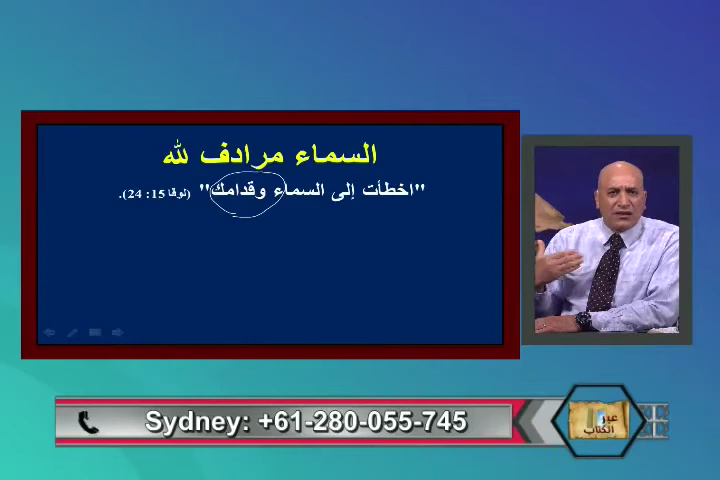 السماء مرادف لله
"اخطأت إلى السماء وقدامك" (لوقا 15: 24).
Sydney: +61-280-055-745
عبر الكتاب